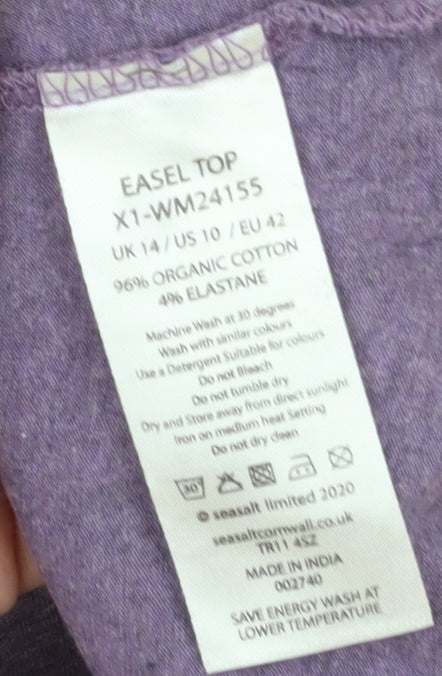 EASEL TOP
X1-WM24155
UK 14 / US 10 / EU 42
96% ORGANIC COTTON
4% ELASTANE
Machine Wash at 30 degrees
Wash with similar colours
Use a Detergent Suitable for colours
Do not Bleach
Do not tumble dry
Dry and Store away from direct sunlight
Iron on medium heat Setting
Do not dry clean
30°
© seasalt limited 2020
seasaltcornwall.co.uk
TR11 4SZ
MADE IN INDIA
002740
SAVE ENERGY WASH AT
LOWER TEMPERATURE